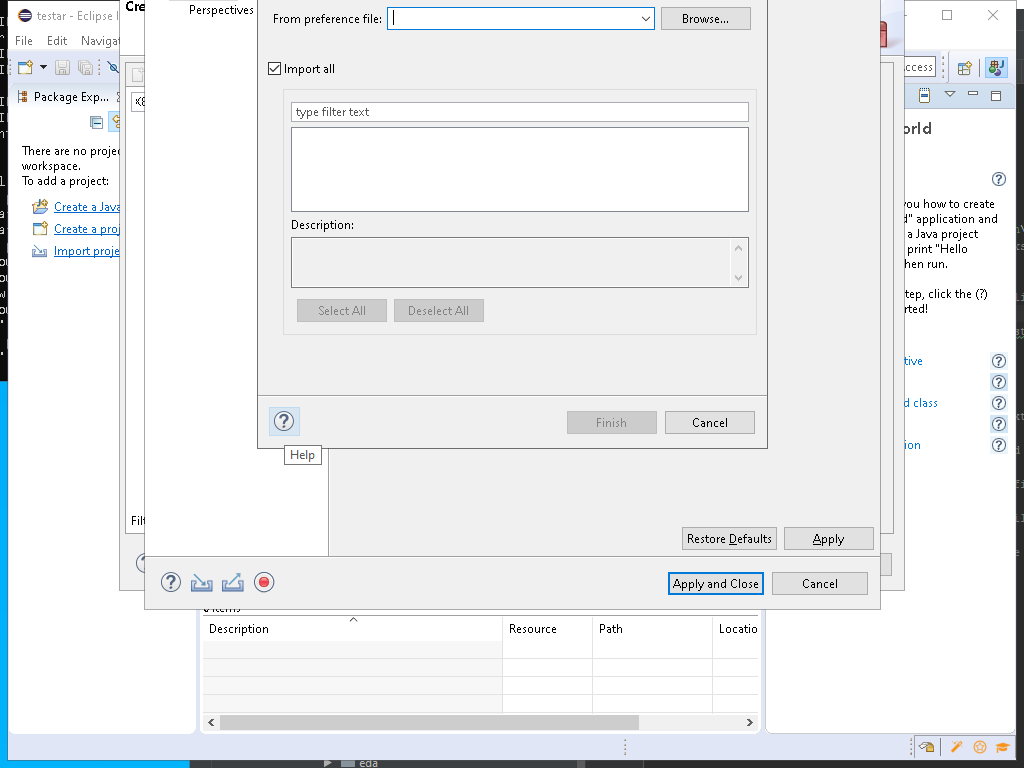 testar - Eclipse I
Cre
Perspectives
From preference file:
Browse...
File Edit Navigat
Import all
ccess
Package Exp...
type filter text
orld
There are no projec
workspace.
To add a project:
Create a Java
Create a proj
Import proje
you how to create
d" application and
a Java project
print "Hello
hen run.
Description:
tep, click the (?)
rted!
Select All
Deselect All
tive
d class
ion
Finish
Cancel
Help
Filt
Restore Defaults
Apply
Apply and Close
Cancel
Description
Resource
Path
Locatio
eda